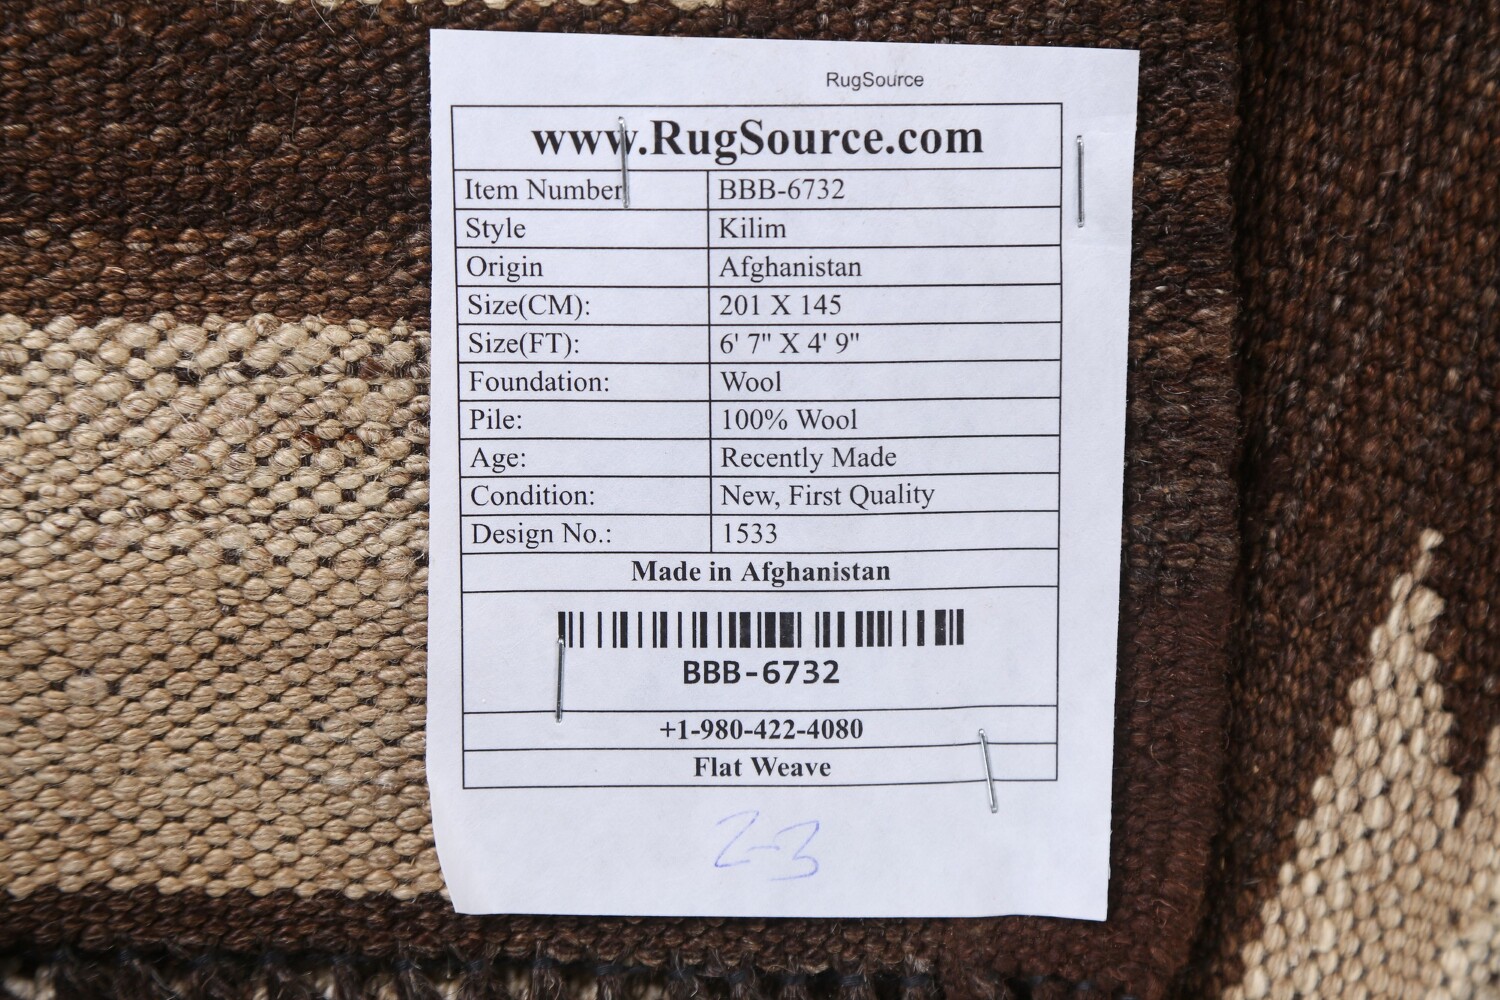 RugSource
www.RugSource.com
Item Number BBB-6732
Style Kilim
Origin Afghanistan
Size(CM): 201 X 145
Size(FT): 6' 7" X 4' 9"
Foundation: Wool
Pile: 100% Wool
Age: Recently Made
Condition: New, First Quality
Design No.: 1533
Made in Afghanistan
BBB-6732
+1-980-422-4080
Flat Weave
2-3